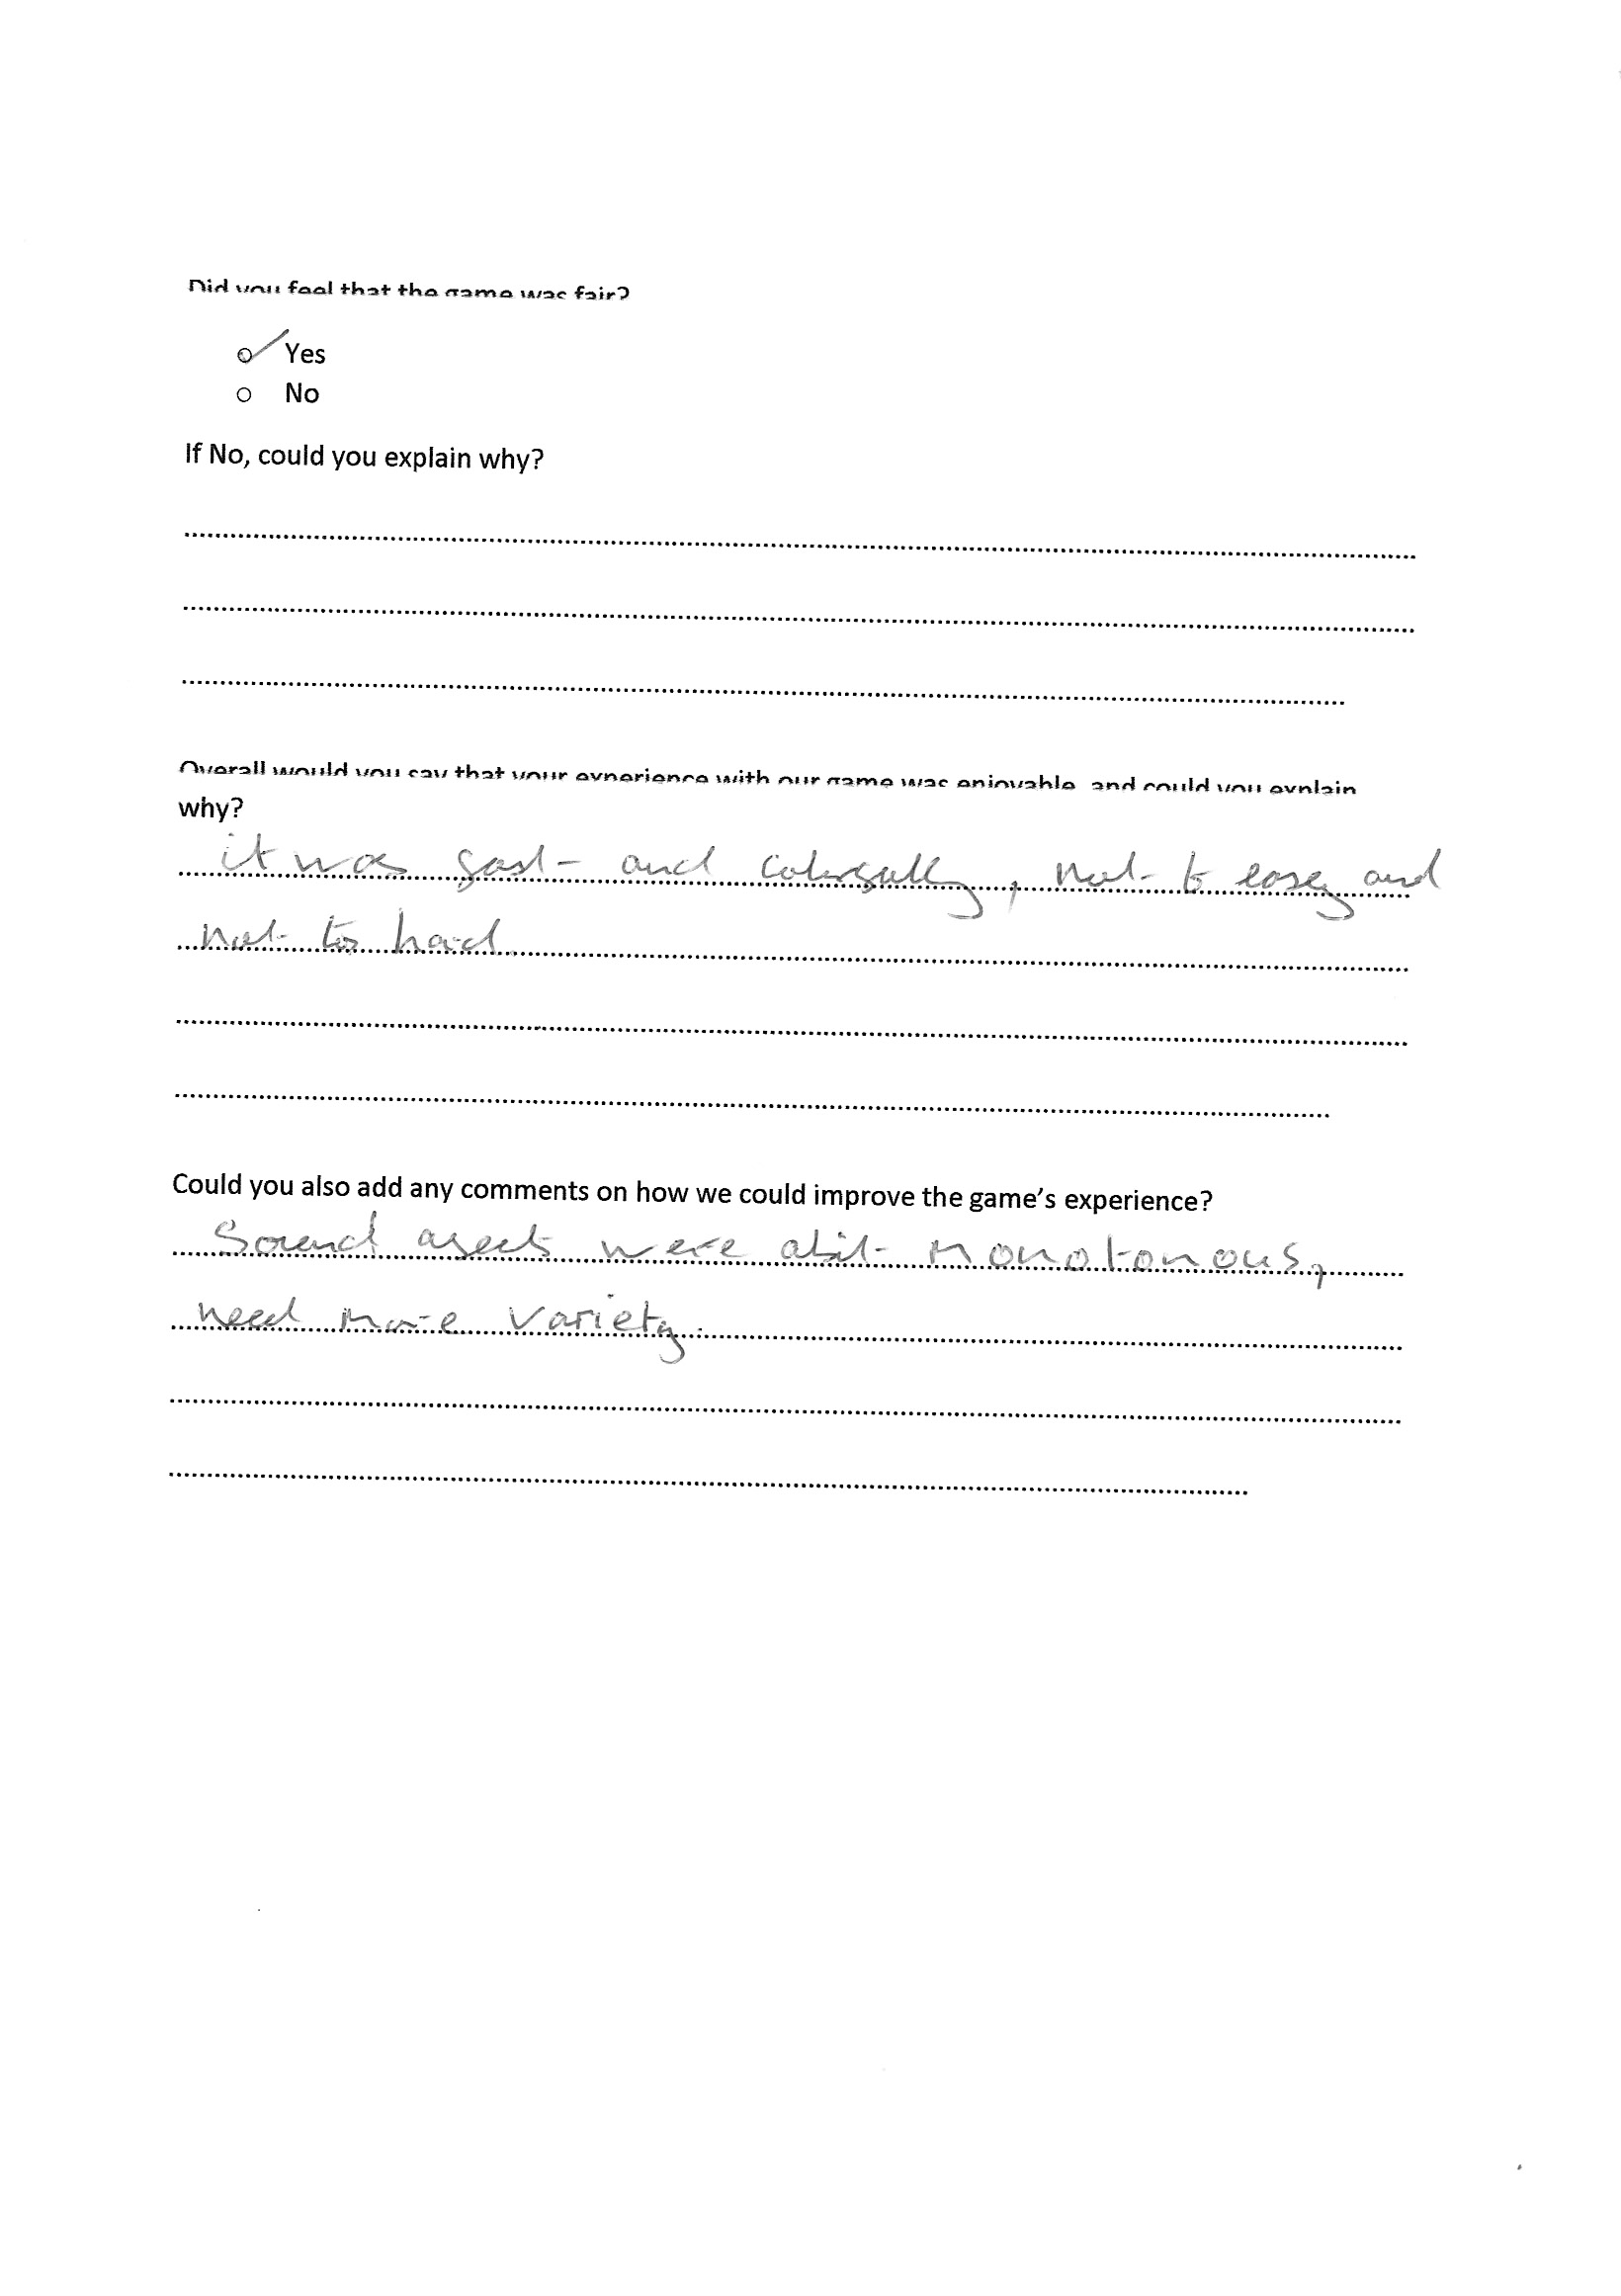 Did you feel that the game was fair?
Yes
No
If No, could you explain why?
Overall would you say that your experience with our game was enjoyable, and could you explain
why?
it was fast and , not to easy and
not to hard.
Could you also add any comments on how we could improve the game's experience?
Sound were abit monotonous,
need more variety.